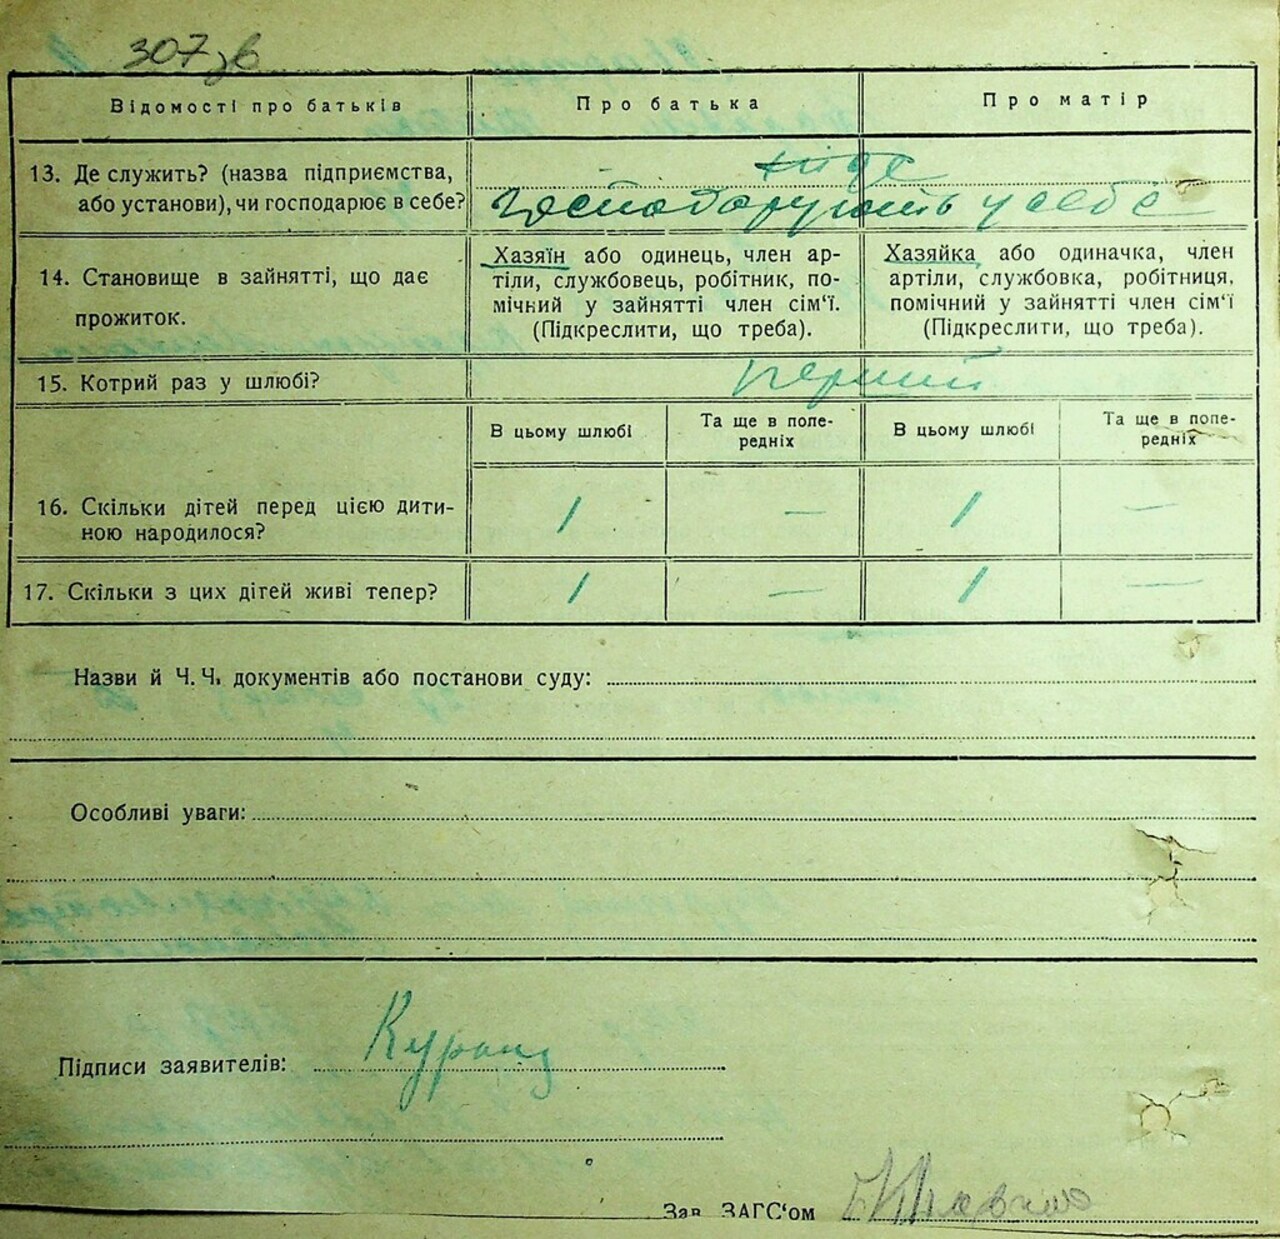 307зв
Відомості про батьків
Про батька
Про матір
13. Де служить? (назва підприємства,
або установи), чи господарює в себе?
ніде
господарують у себе
14. Становище в зайнятті, що дає
прожиток.
Хазяїн або одинець, член ар-
тіли, службовець, робітник, по-
мічний у зайнятті член сім‘ї.
(Підкреслити, що треба).
Хазяйка або одиначка, член
артіли, службовка, робітниця,
помічний у зайнятті член сім‘ї
(Підкреслити, що треба).
15. Котрий раз у шлюбі?
перший
В цьому шлюбі
Та ще в попе-
редніх
В цьому шлюбі
Та ще в попе-
редніх
16. Скільки дітей перед цією дити-
ною народилося?
1 — 1 —
17. Скільки з цих дітей живі тепер?
1 — 1 —
Назви й Ч. Ч. документів або постанови суду:
Особливі уваги:
Підписи заявителів:
Зав ЗАГС‘ом